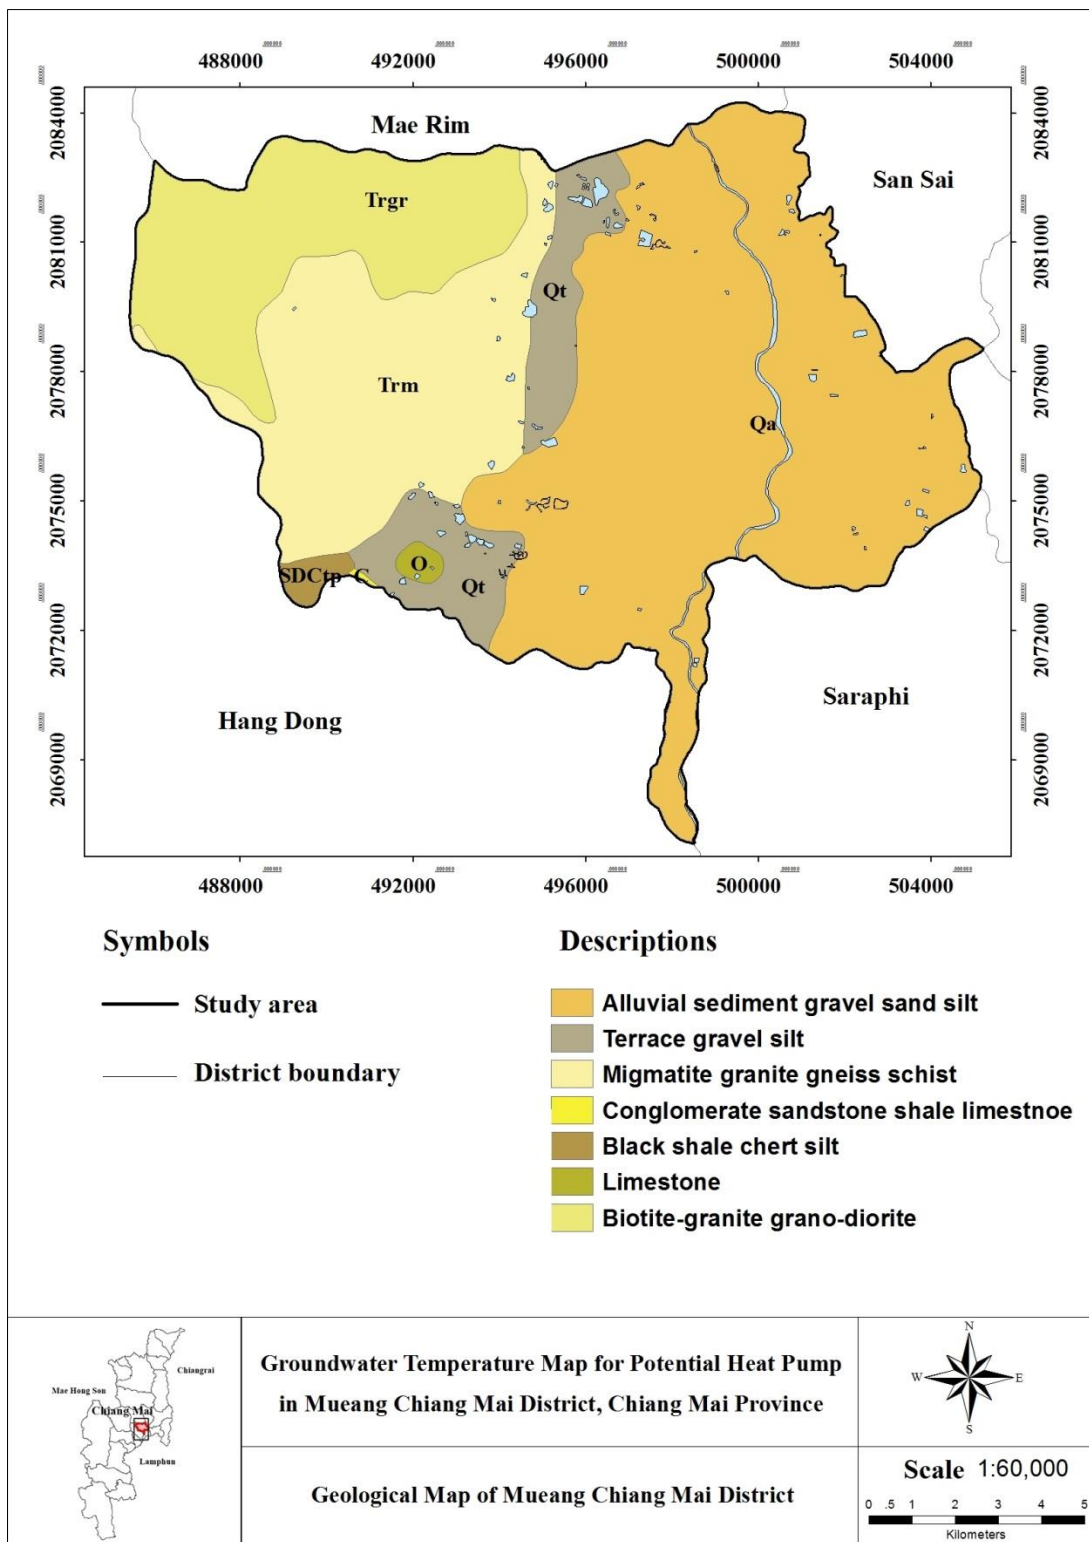 488000 492000 496000 500000 504000
2084000 2084000
Mae Rim
San Sai
Trgr
2081000 2081000
Qt
2078000 2078000
Trm
Qa
2075000 2075000
O
SDCtp C
Qt
2072000 2072000
Saraphi
Hang Dong
2069000 2069000
488000 492000 496000 500000 504000
Symbols
Study area
District boundary
Descriptions
Alluvial sediment gravel sand silt
Terrace gravel silt
Migmatite granite gneiss schist
Conglomerate sandstone shale limestnoe
Black shale chert silt
Limestone
Biotite-granite grano-diorite
Chiangrai
Mae Hong Son
Chiang Mai
Lamphun
Groundwater Temperature Map for Potential Heat Pump
in Mueang Chiang Mai District, Chiang Mai Province
Geological Map of Mueang Chiang Mai District
N
W E
S
Scale 1:60,000
0 .5 1 2 3 4 5
Kilometers